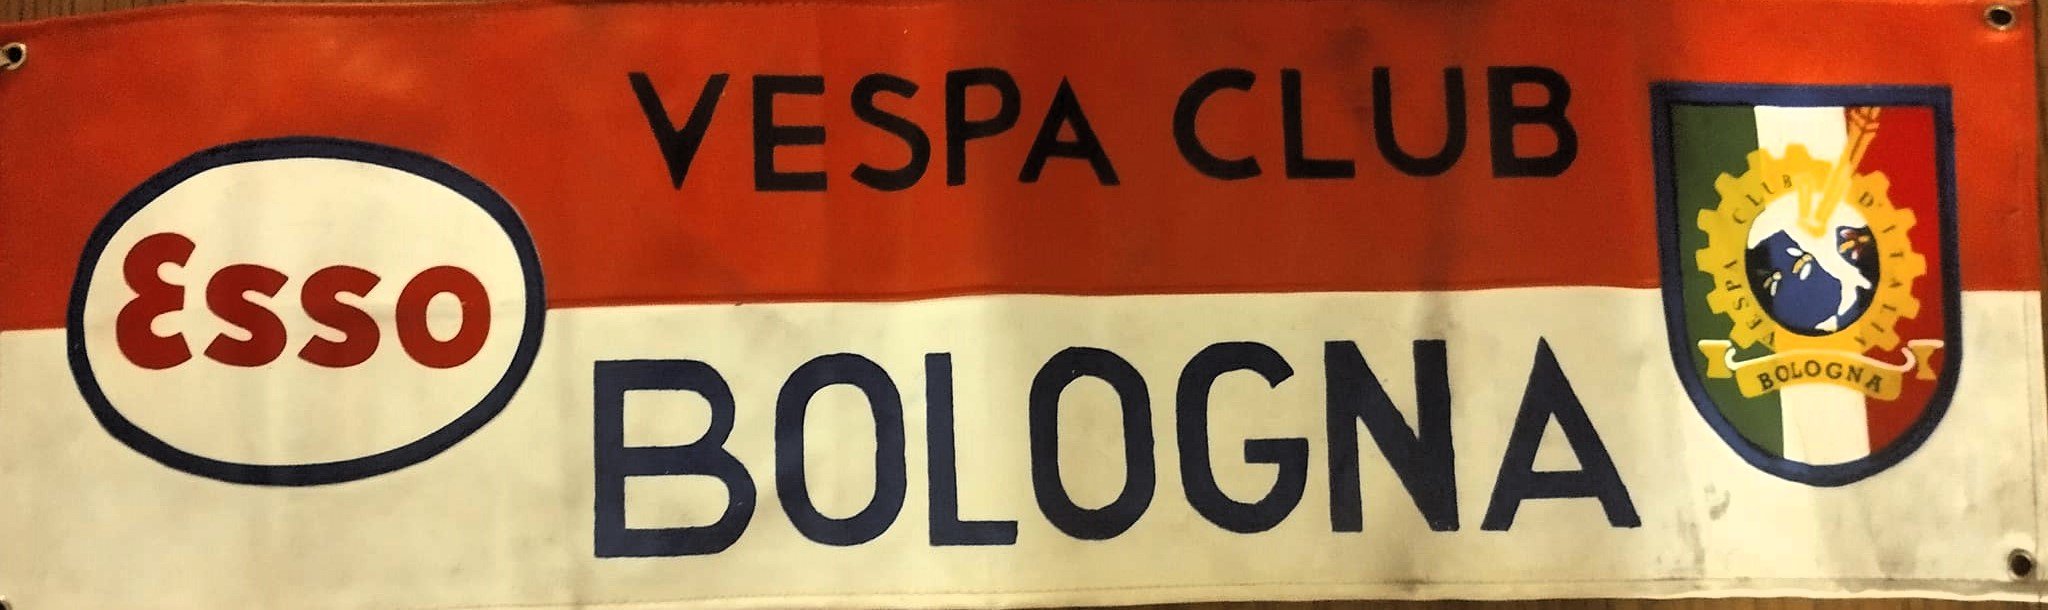 Esso
VESPA CLUB
BOLOGNA
VESPA CLUB D'ITALIA
BOLOGNA